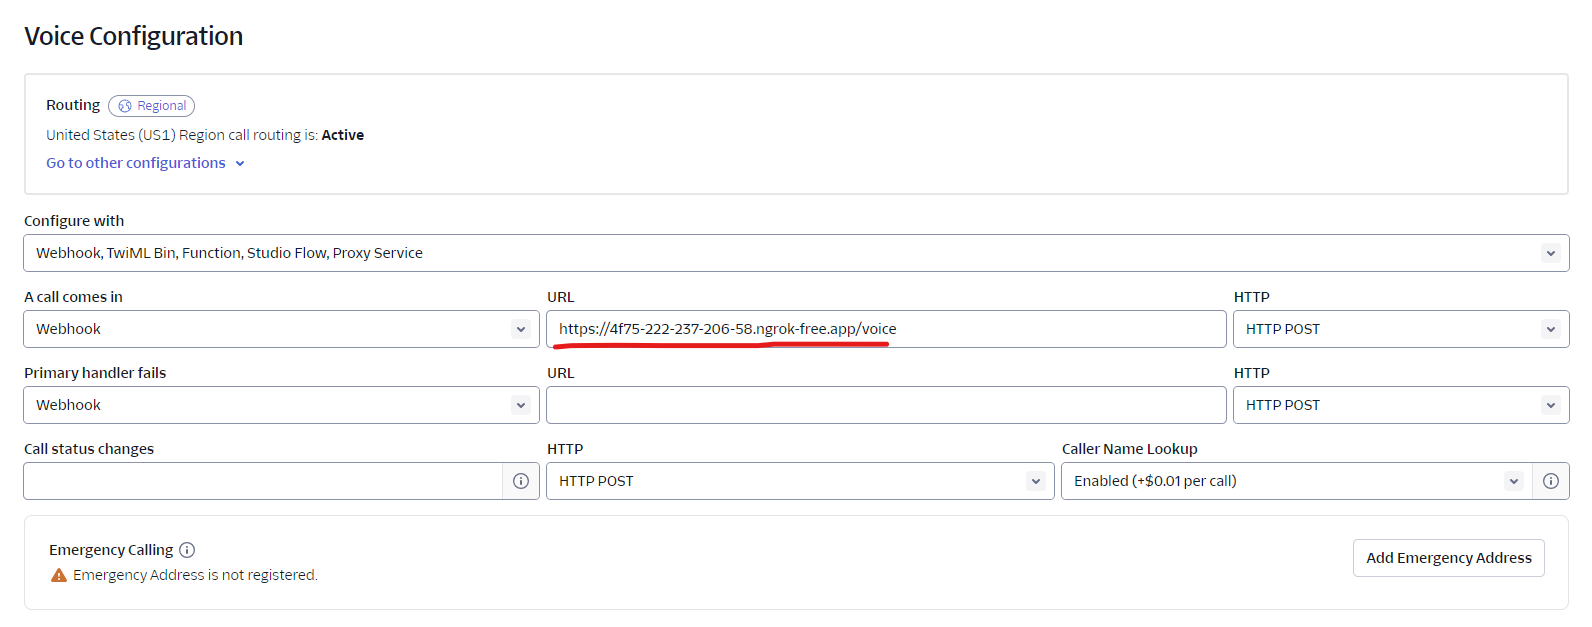 Voice Configuration
Routing Regional
United States (US1) Region call routing is: Active
Go to other configurations
Configure with
Webhook, TwiML Bin, Function, Studio Flow, Proxy Service
A call comes in URL HTTP
Webhook https://4f75-222-237-206-58.ngrok-free.app/voice HTTP POST
Primary handler fails URL HTTP
Webhook HTTP POST
Call status changes HTTP Caller Name Lookup
HTTP POST Enabled (+$0.01 per call)
Emergency Calling
Emergency Address is not registered.
Add Emergency Address